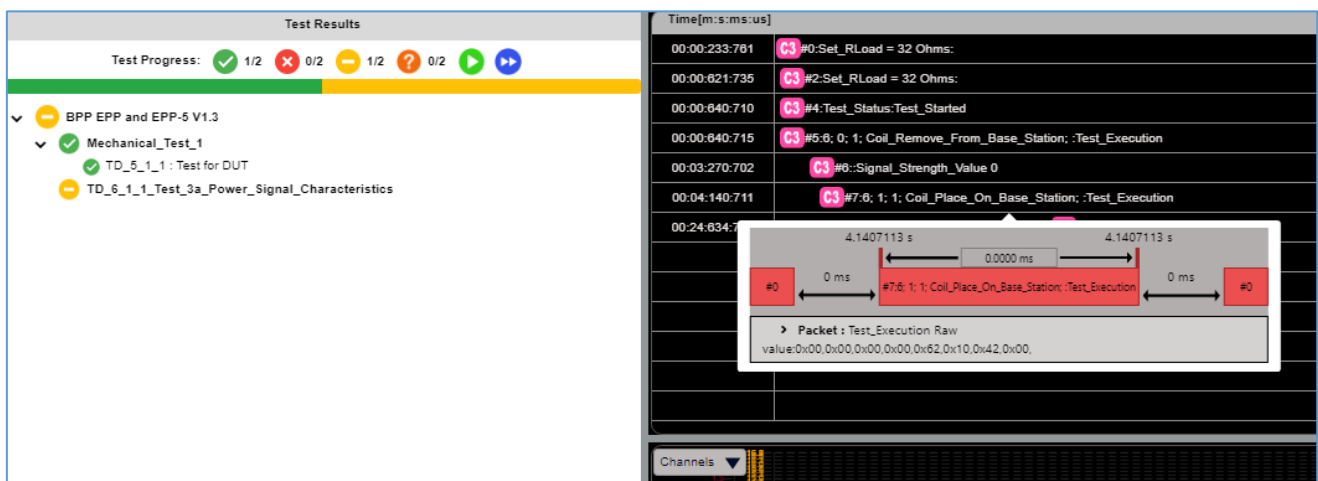 Test Results
Test Progress: 1/2 0/2 1/2 0/2
BPP EPP and EPP-5 V1.3
Mechanical_Test_1
TD_5_1_1 : Test for DUT
TD_6_1_1_Test_3a_Power_Signal_Characteristics
Time[m:s:ms:us]
00:00:233:761 C3 #0:Set_RLoad = 32 Ohms:
00:00:621:735 C3 #2:Set_RLoad = 32 Ohms:
00:00:640:710 C3 #4:Test_Status:Test_Started
00:00:640:715 C3 #5:6; 0; 1; Coil_Remove_From_Base_Station; :Test_Execution
00:03:270:702 C3 #6::Signal_Strength_Value 0
00:04:140:711 C3 #7:6; 1; 1; Coil_Place_On_Base_Station; :Test_Execution
00:24:634:7
4.1407113 s 4.1407113 s
0.0000 ms
0 ms 0 ms
#0 #7:6; 1; 1; Coil_Place_On_Base_Station; :Test_Execution #0
Packet : Test_Execution Raw
value:0x00,0x00,0x00,0x00,0x62,0x10,0x42,0x00,
Channels